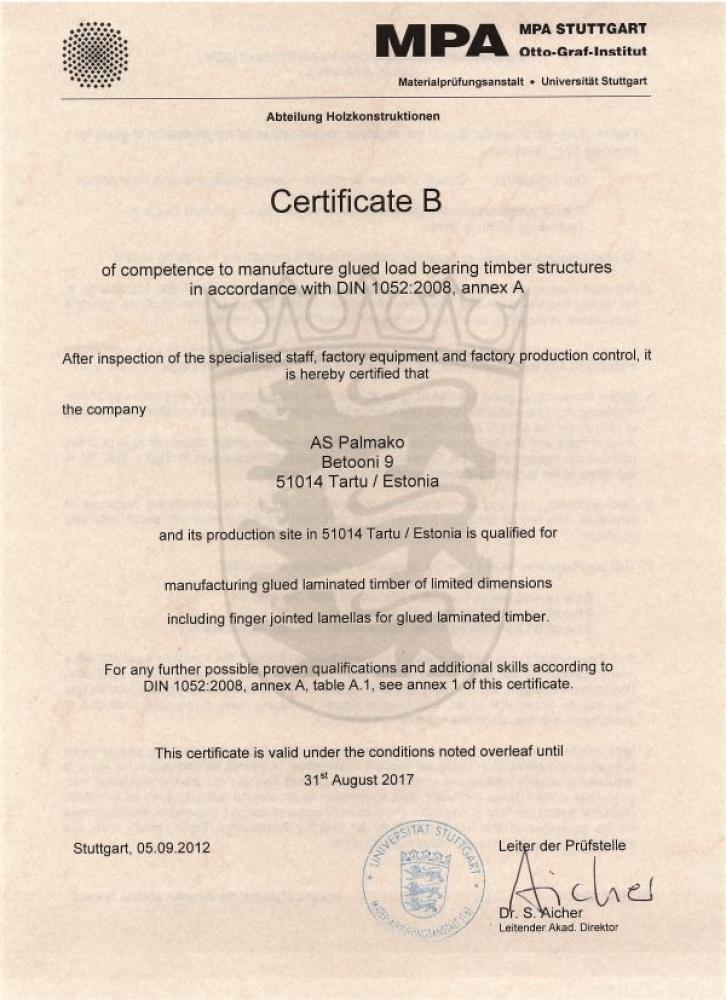 MPA
MPA STUTTGART
Otto-Graf-Institut
Materialprüfungsanstalt • Universität Stuttgart
Abteilung Holzkonstruktionen
Certificate B
of competence to manufacture glued load bearing timber structures
in accordance with DIN 1052:2008, annex A
After inspection of the specialised staff, factory equipment and factory production control, it
is hereby certified that
the company
AS Palmako
Betooni 9
51014 Tartu / Estonia
and its production site in 51014 Tartu / Estonia is qualified for
manufacturing glued laminated timber of limited dimensions
including finger jointed lamellas for glued laminated timber.
For any further possible proven qualifications and additional skills according to
DIN 1052:2008, annex A, table A.1, see annex 1 of this certificate.
This certificate is valid under the conditions noted overleaf until
31st August 2017
Stuttgart, 05.09.2012
UNIVERSITÄT STUTTGART
Leiter der Prüfstelle
Aicher
Dr. S. Aicher
Leitender Akad. Direktor